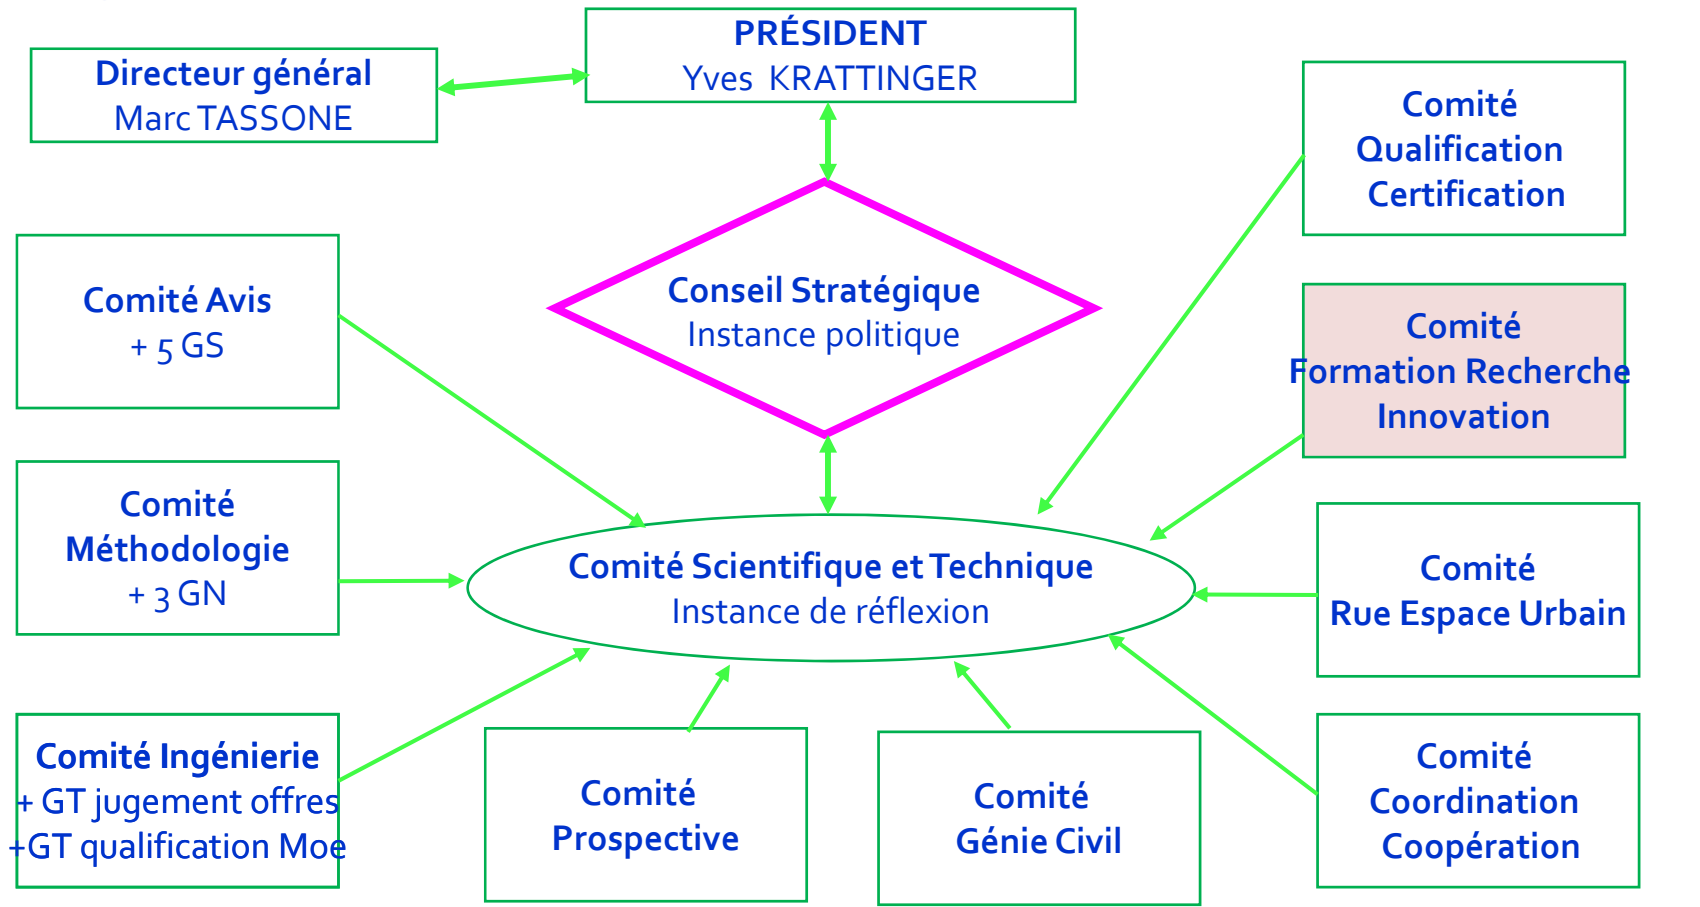 PRÉSIDENT
Yves KRATTINGER
Directeur général
Marc TASSONE
Comité
Qualification
Certification
Conseil Stratégique
Instance politique
Comité Avis
+ 5 GS
Comité
Formation Recherche
Innovation
Comité
Méthodologie
+ 3 GN
Comité Scientifique et Technique
Instance de réflexion
Comité
Rue Espace Urbain
Comité Ingénierie
+ GT jugement offres
+GT qualification Moe
Comité
Prospective
Comité
Génie Civil
Comité
Coordination
Coopération